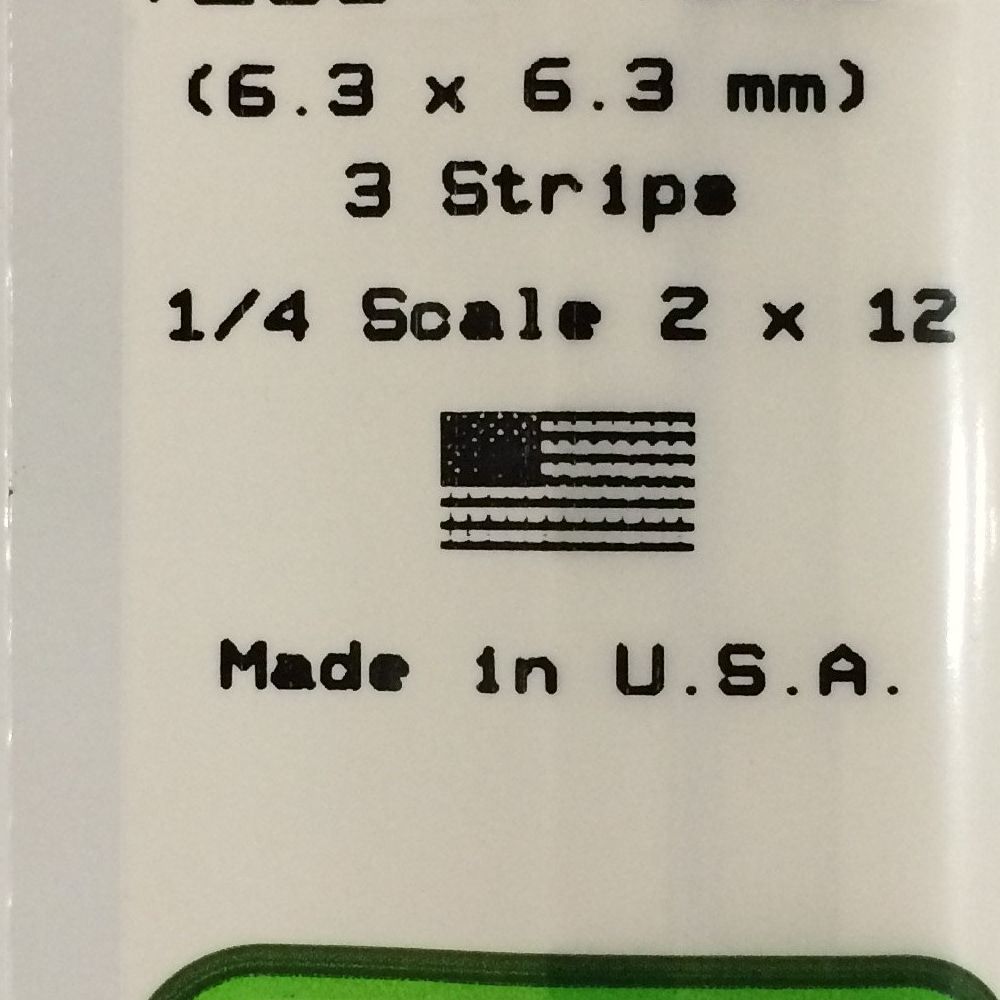 (6.3 x 6.3 mm)
3 Strips
1/4 Scale 2 x 12
Made in U.S.A.